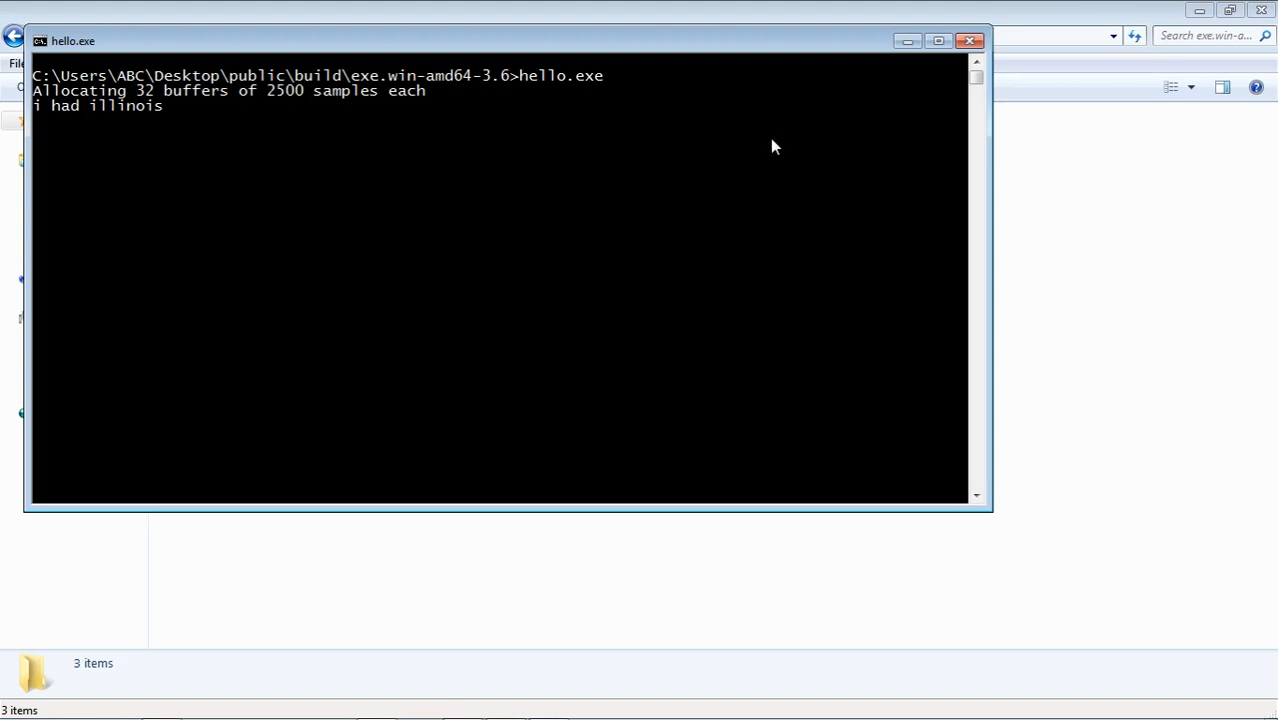 hello.exe
Search exe.win-a...
Fil
C:\Users\ABC\Desktop\public\build\exe.win-amd64-3.6>hello.exe
Allocating 32 buffers of 2500 samples each
i had illinois
3 items
3 items